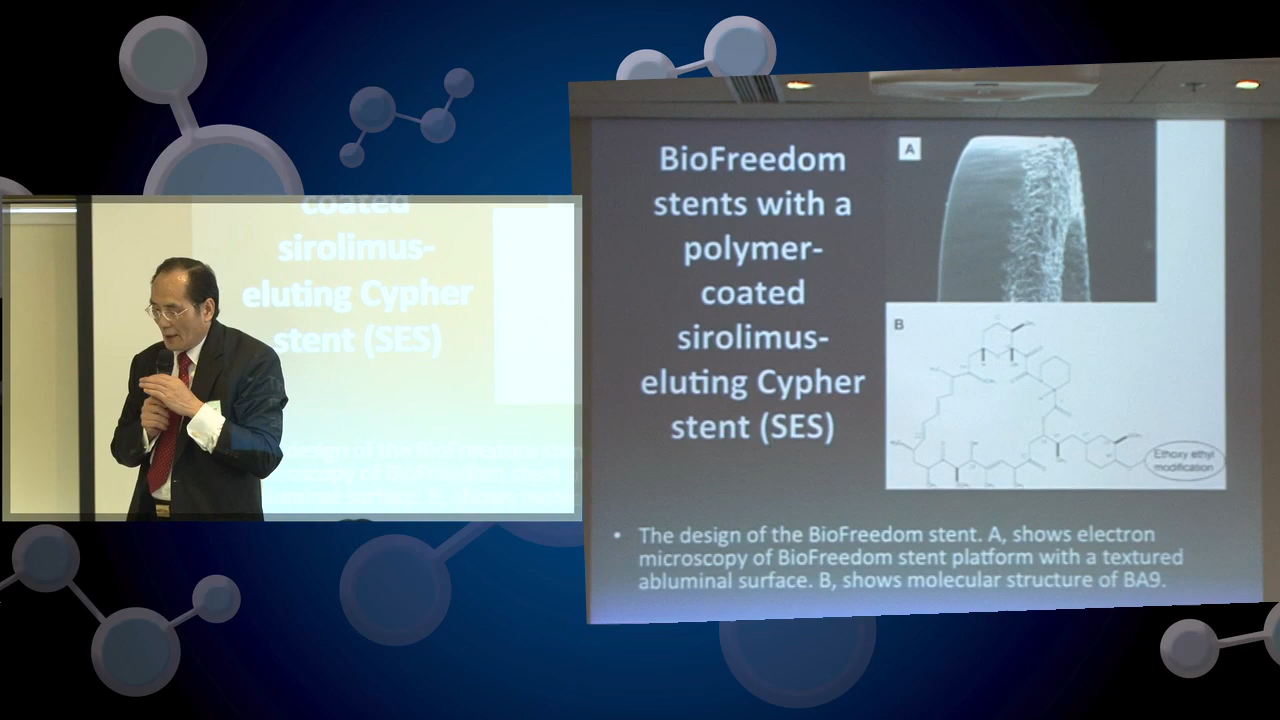 coated
sirolimus-
eluting Cypher
stent (SES)
BioFreedom
stents with a
polymer-
coated
sirolimus-
eluting Cypher
stent (SES)
A
B
Ethoxy ethyl
modification
• The design of the BioFreedom stent. A, shows electron
microscopy of BioFreedom stent platform with a textured
abluminal surface. B, shows molecular structure of BA9.